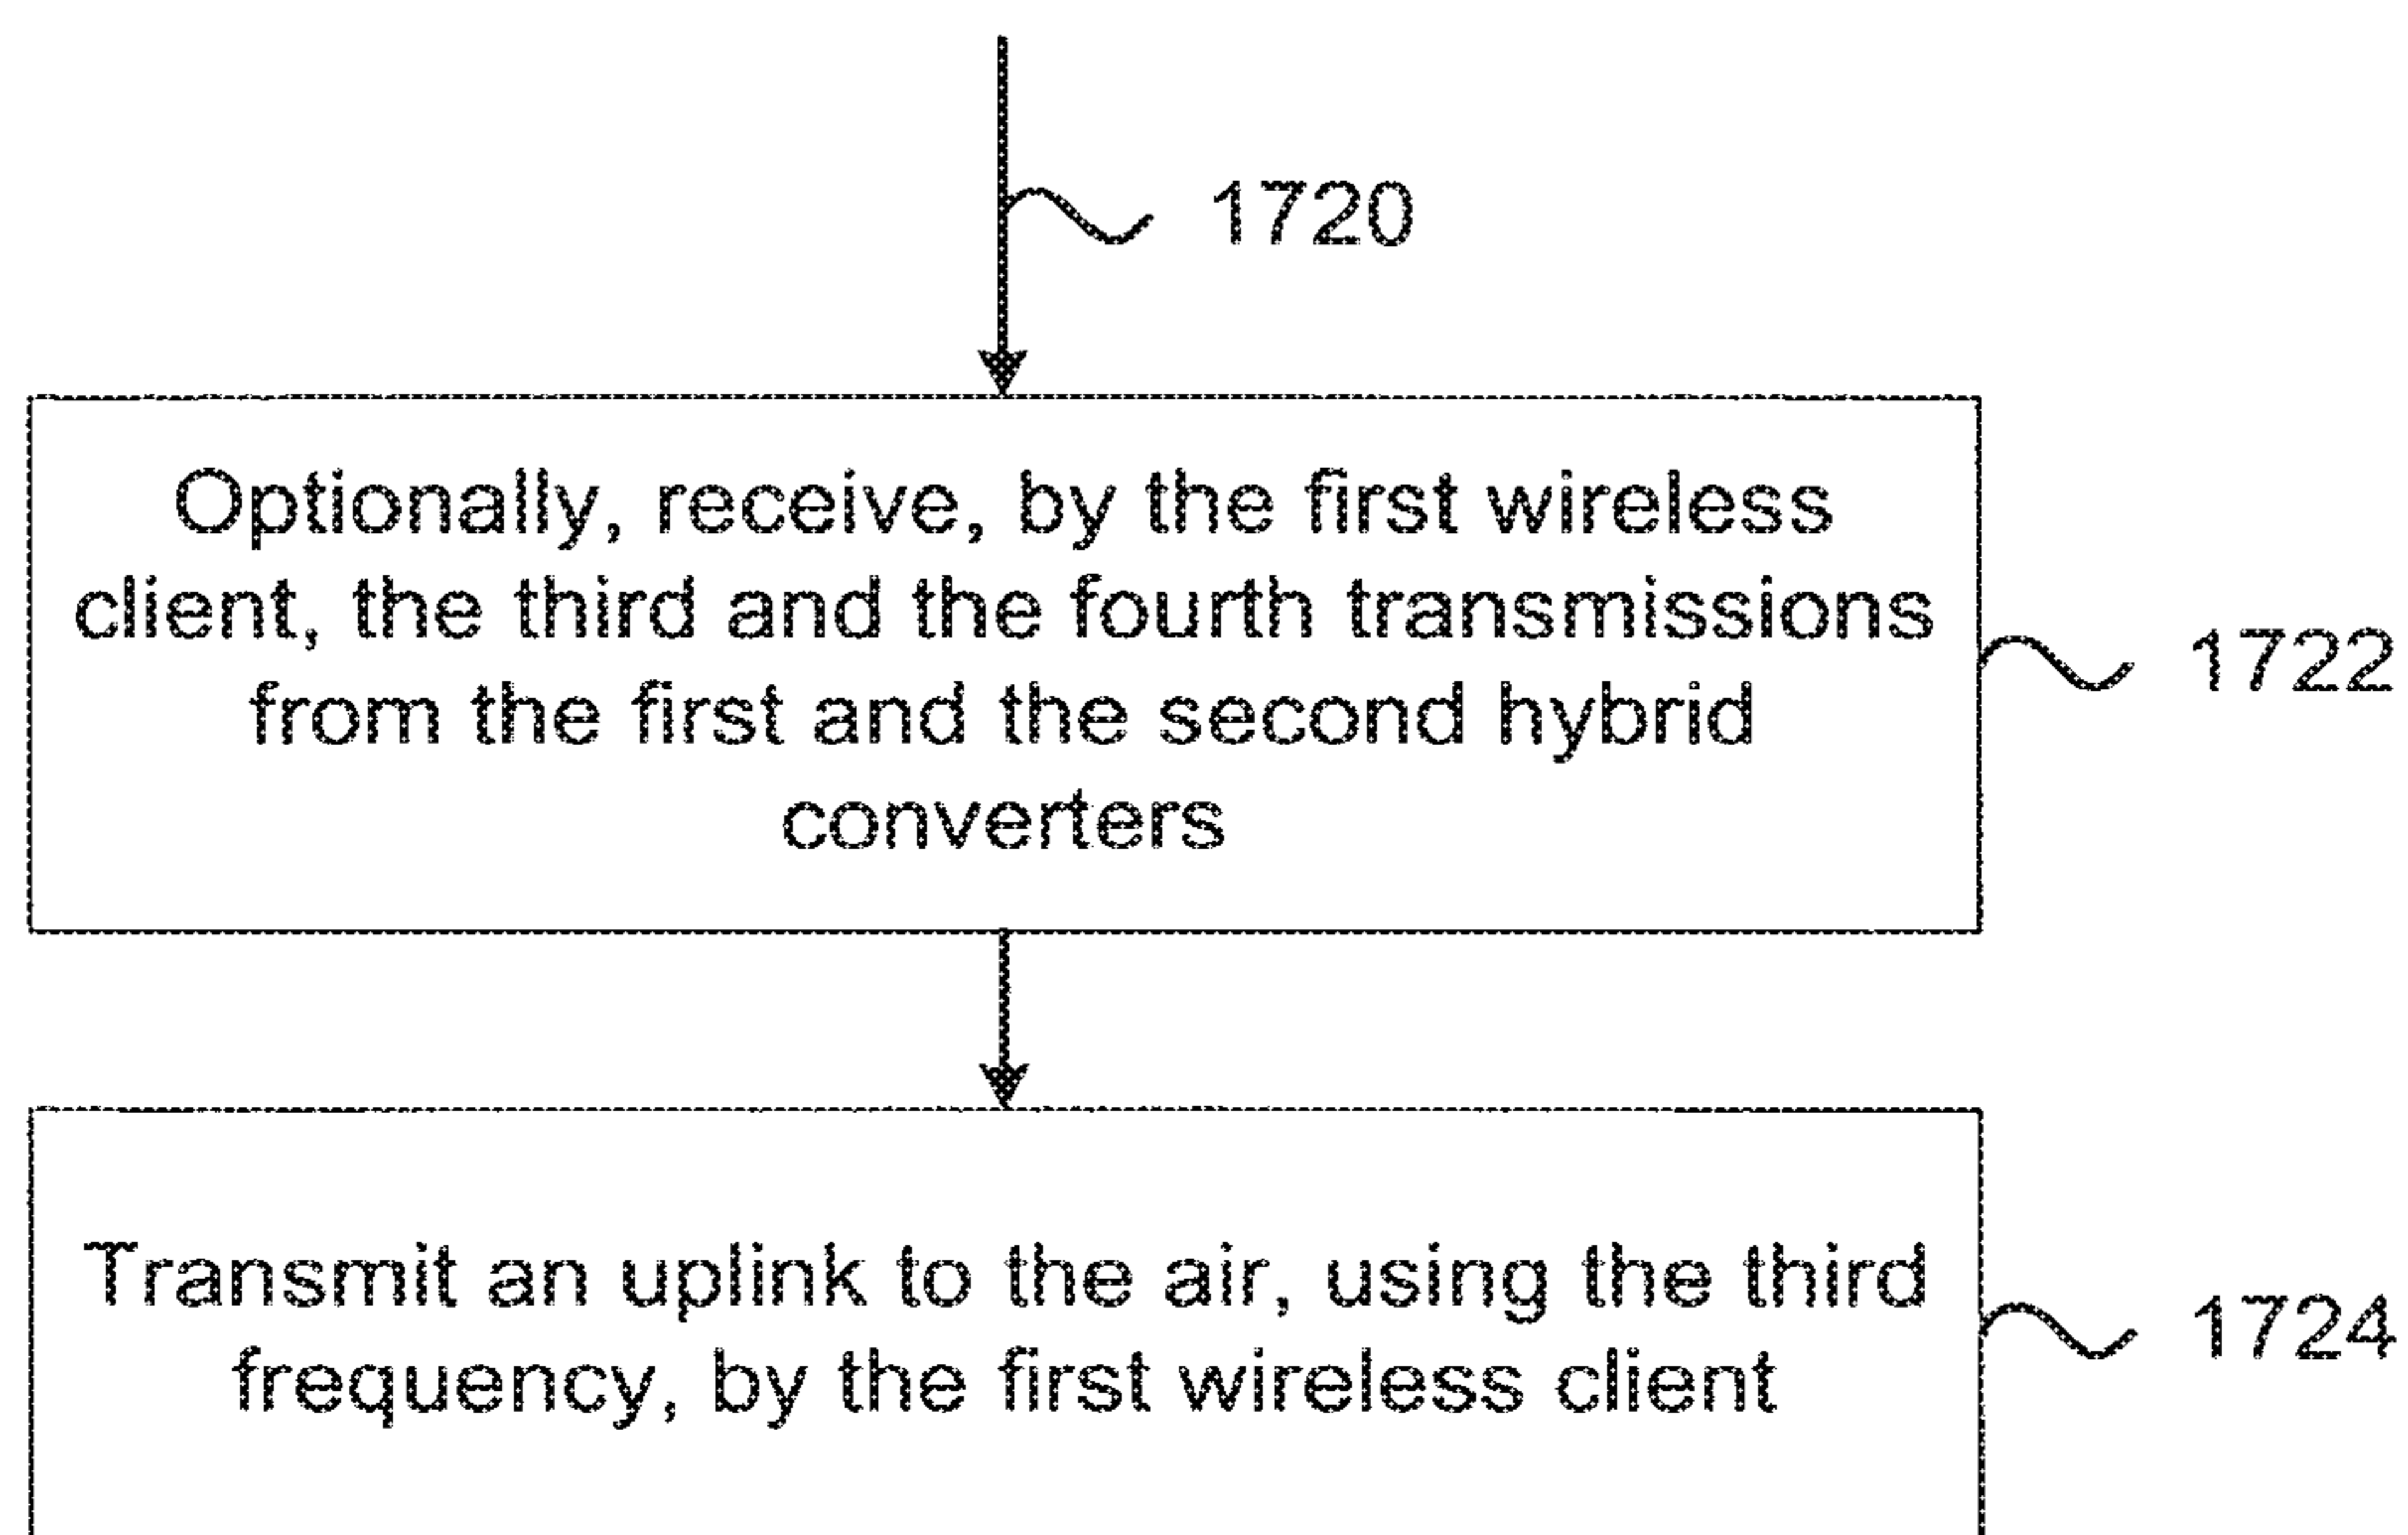 1720
Optionally, receive, by the first wireless
client, the third and the fourth transmissions
from the first and the second hybrid
converters
1722
Transmit an uplink to the air, using the third
frequency, by the first wireless client
1724